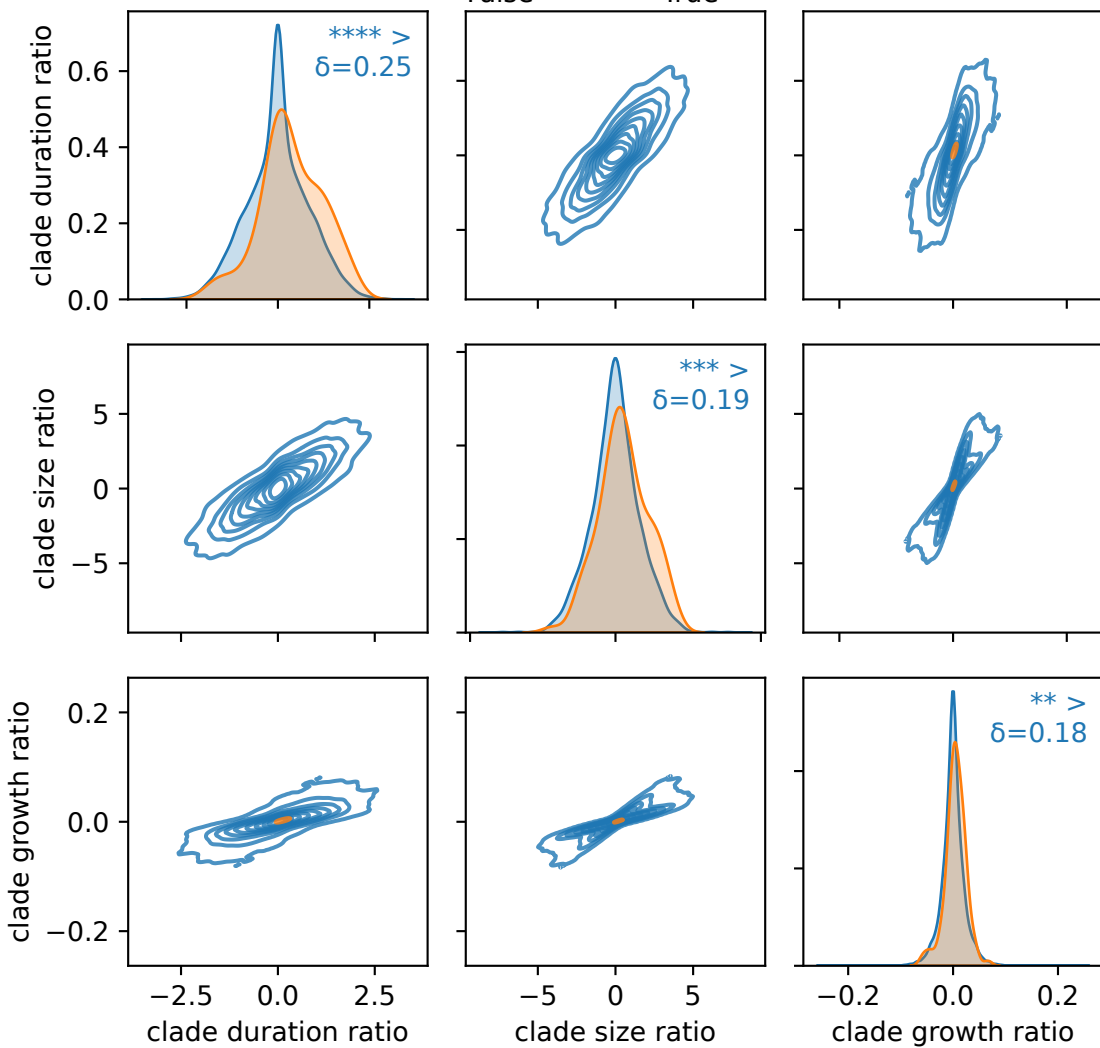 clade duration ratio
0.6
0.4
0.2
0.0
**** >
δ=0.25
clade size ratio
5
0
−5
*** >
δ=0.19
clade growth ratio
0.2
0.0
−0.2
** >
δ=0.18
−2.5 0.0 2.5
−5 0 5
−0.2 0.0 0.2
clade duration ratio
clade size ratio
clade growth ratio